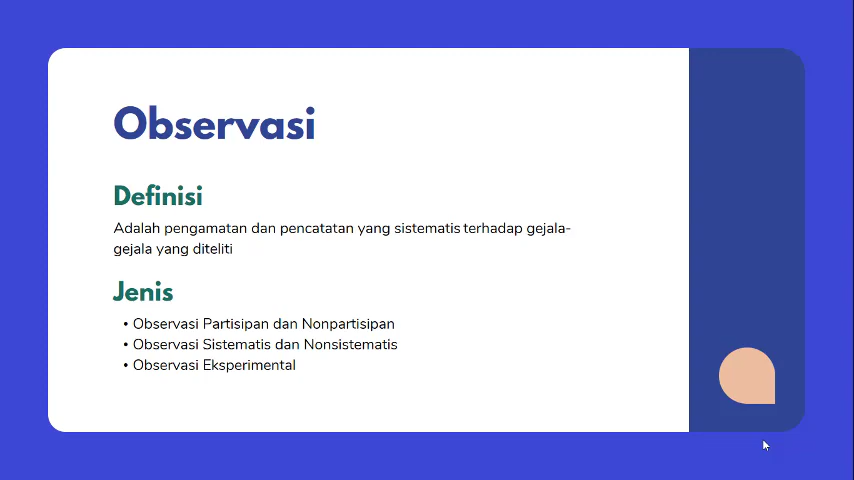 Observasi
Definisi
Adalah pengamatan dan pencatatan yang sistematis terhadap gejala-
gejala yang diteliti
Jenis
• Observasi Partisipan dan Nonpartisipan
• Observasi Sistematis dan Nonsistematis
• Observasi Eksperimental